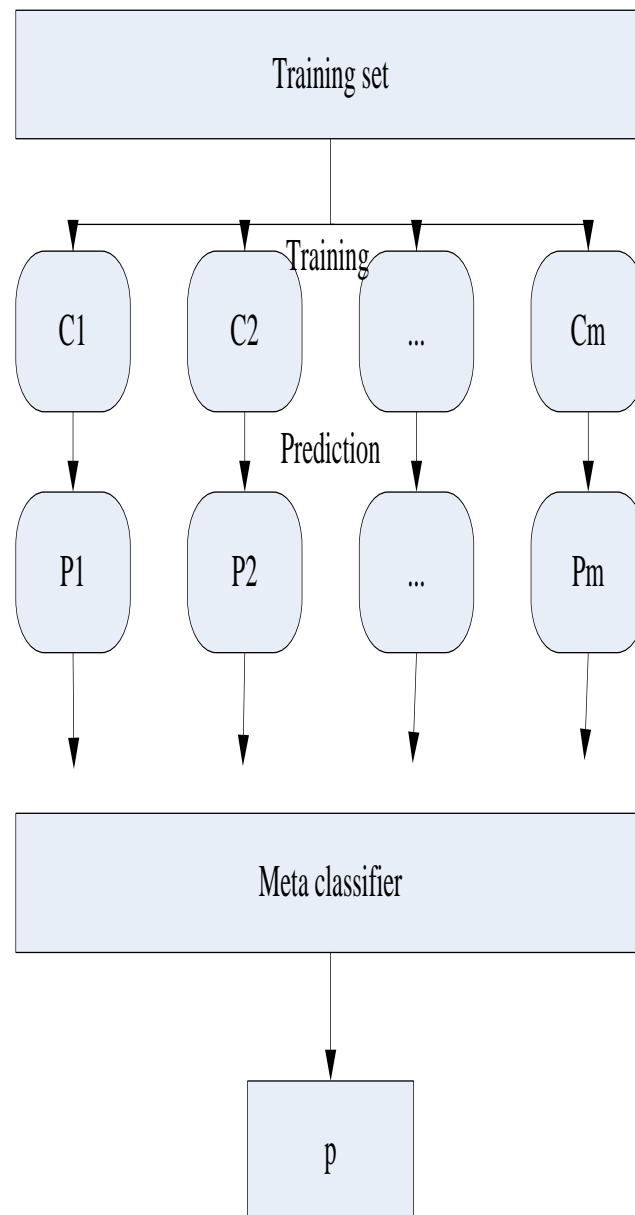 Training set
Training
C1
C2
...
Cm
Prediction
P1
P2
...
Pm
Meta classifier
p